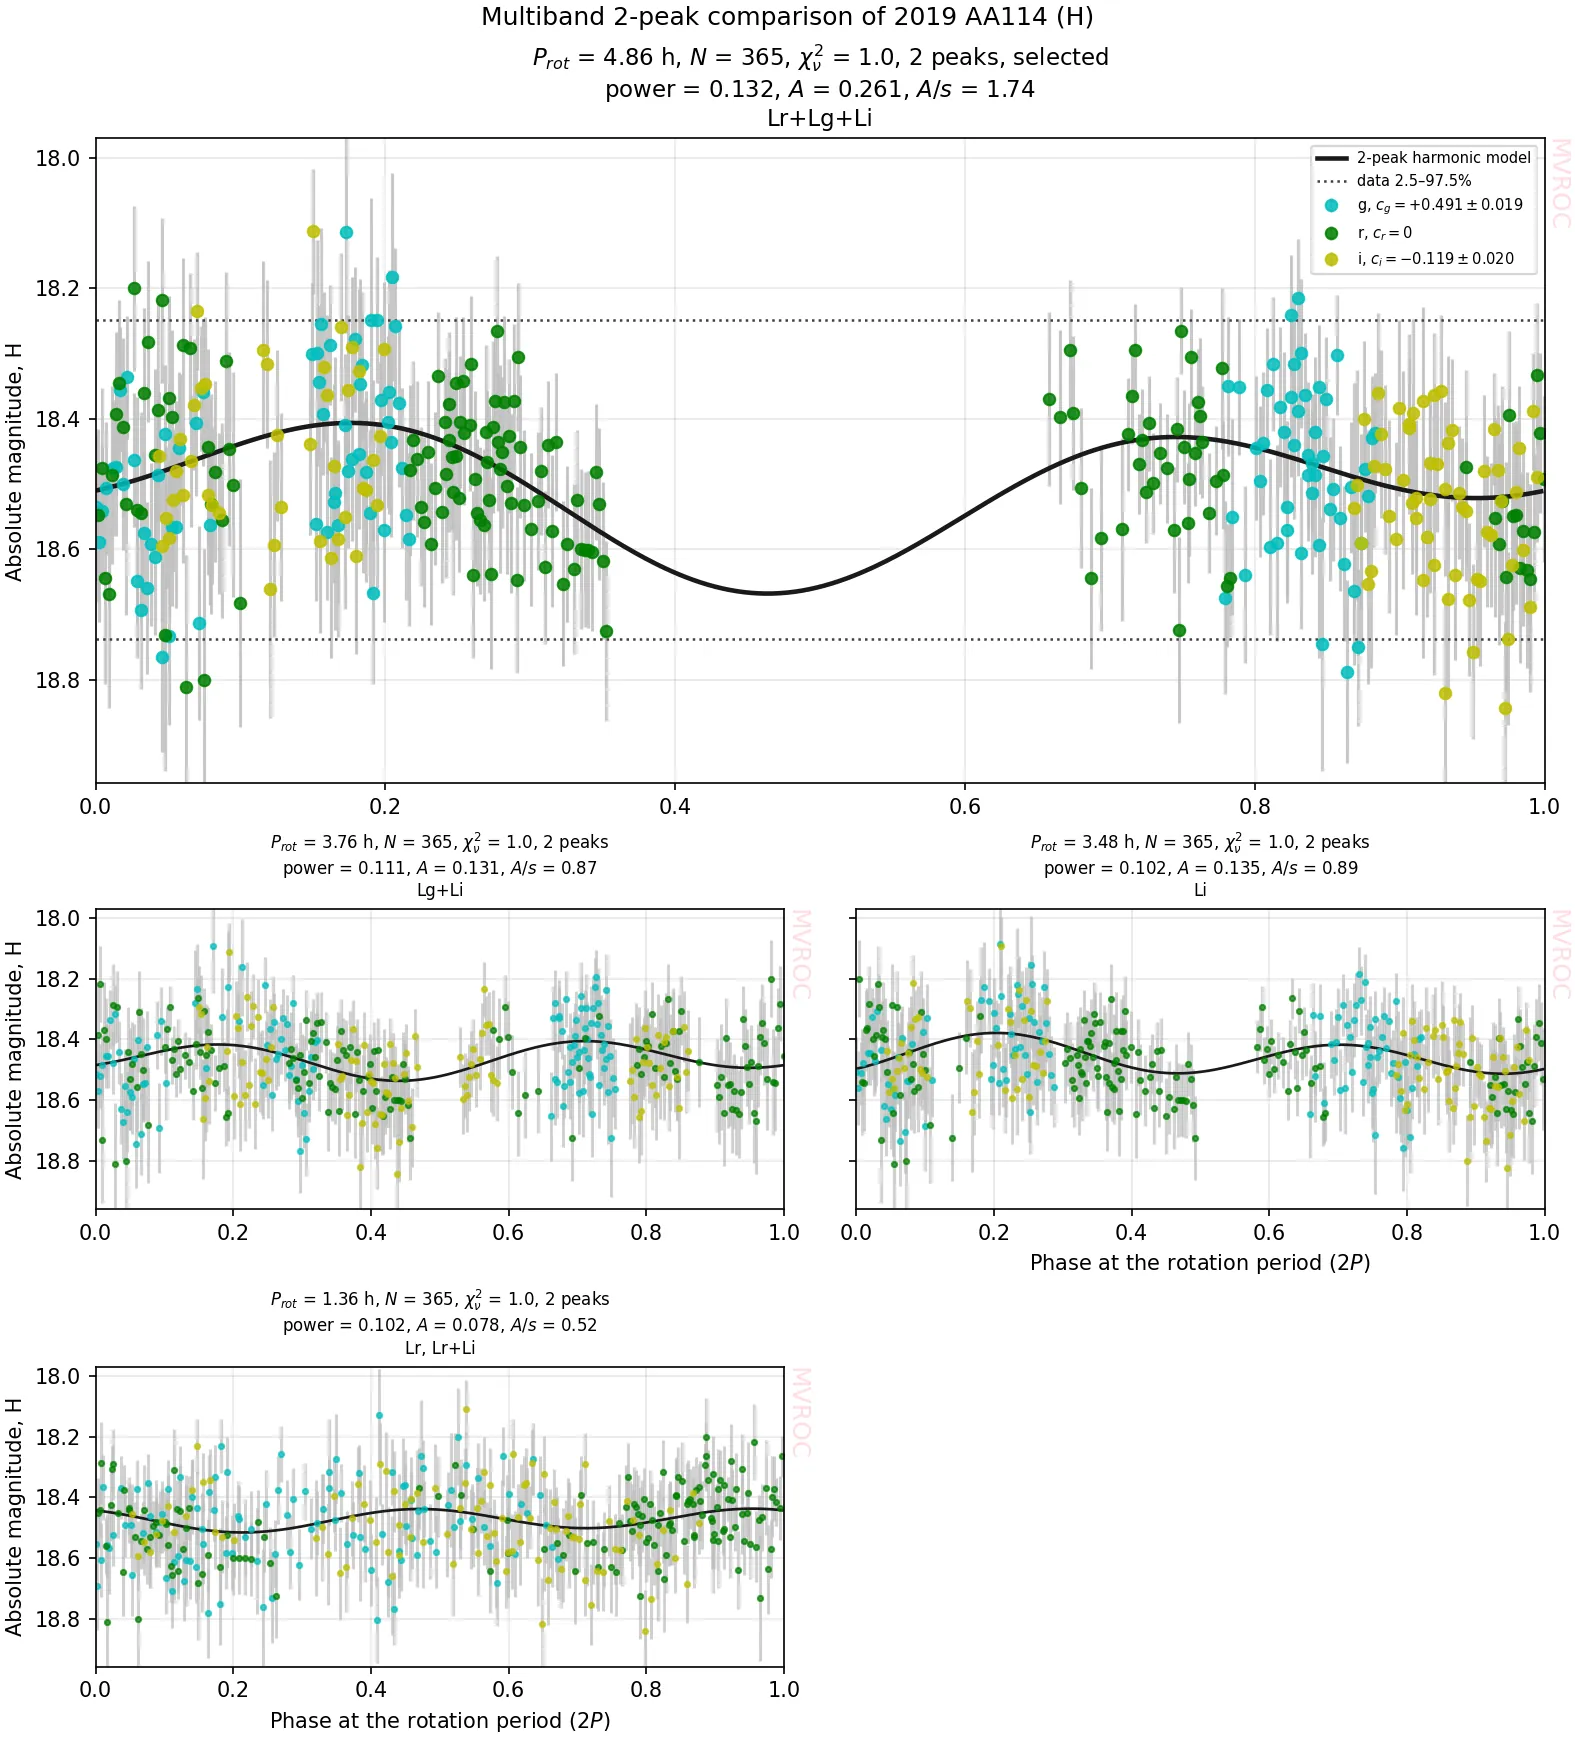 Multiband 2-peak comparison of 2019 AA114 (H)
P_rot = 4.86 h, N = 365, χ²_ν = 1.0, 2 peaks, selected
power = 0.132, A = 0.261, A/s = 1.74
Lr+Lg+Li
MVROC
2-peak harmonic model
data 2.5–97.5%
g, c_g = +0.491 ± 0.019
r, c_r = 0
i, c_i = −0.119 ± 0.020
Absolute magnitude, H
18.0
18.2
18.4
18.6
18.8
0.0 0.2 0.4 0.6 0.8 1.0
P_rot = 3.76 h, N = 365, χ²_ν = 1.0, 2 peaks
power = 0.111, A = 0.131, A/s = 0.87
Lg+Li
MVROC
Absolute magnitude, H
18.0
18.2
18.4
18.6
18.8
0.0 0.2 0.4 0.6 0.8 1.0
P_rot = 3.48 h, N = 365, χ²_ν = 1.0, 2 peaks
power = 0.102, A = 0.135, A/s = 0.89
Li
MVROC
0.0 0.2 0.4 0.6 0.8 1.0
Phase at the rotation period (2P)
P_rot = 1.36 h, N = 365, χ²_ν = 1.0, 2 peaks
power = 0.102, A = 0.078, A/s = 0.52
Lr, Lr+Li
MVROC
Absolute magnitude, H
18.0
18.2
18.4
18.6
18.8
0.0 0.2 0.4 0.6 0.8 1.0
Phase at the rotation period (2P)